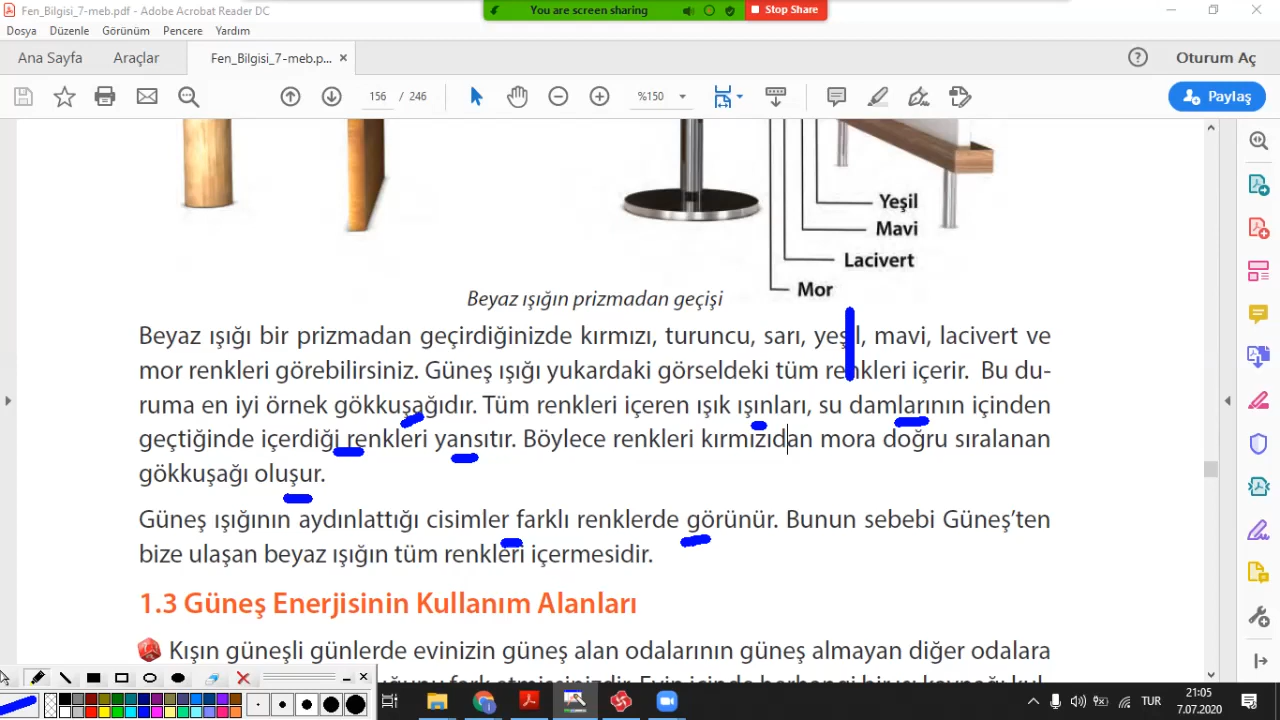 Fen_Bilgisi_7-meb.pdf - Adobe Acrobat Reader DC
You are screen sharing
Stop Share
Dosya Düzenle Görünüm Pencere Yardım
Ana Sayfa Araçlar Fen_Bilgisi_7-meb.p... × Oturum Aç
156 / 246 %150 Paylaş
Yeşil
Mavi
Lacivert
Mor
Beyaz ışığın prizmadan geçişi
Beyaz ışığı bir prizmadan geçirdiğinizde kırmızı, turuncu, sarı, yeşil, mavi, lacivert ve
mor renkleri görebilirsiniz. Güneş ışığı yukardaki görseldeki tüm renkleri içerir. Bu du-
ruma en iyi örnek gökkuşağıdır. Tüm renkleri içeren ışık ışınları, su damlarının içinden
geçtiğinde içerdiği renkleri yansıtır. Böylece renkleri kırmızıdan mora doğru sıralanan
gökkuşağı oluşur.
Güneş ışığının aydınlattığı cisimler farklı renklerde görünür. Bunun sebebi Güneş’ten
bize ulaşan beyaz ışığın tüm renkleri içermesidir.
1.3 Güneş Enerjisinin Kullanım Alanları
Kışın güneşli günlerde evinizin güneş alan odalarının güneş almayan diğer odalara
TUR
21:05
7.07.2020